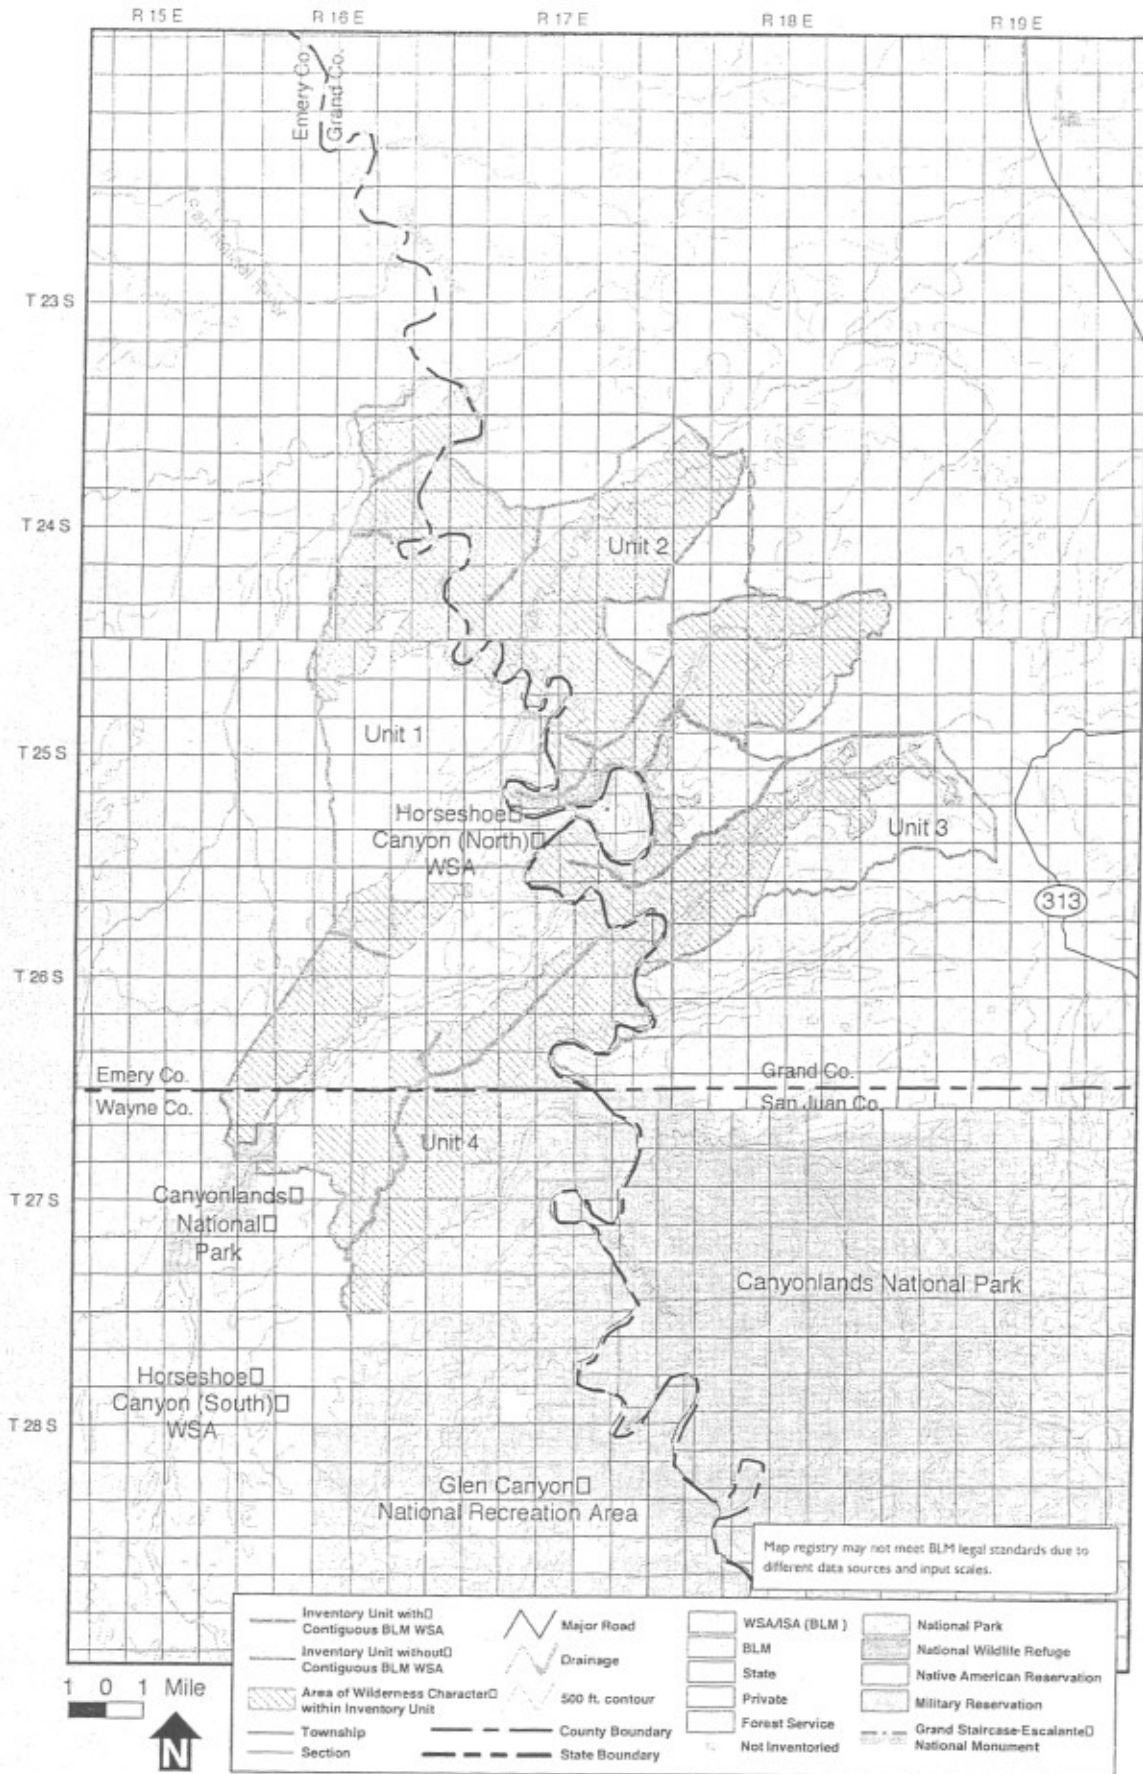 R 15 E R 16 E R 17 E R 18 E R 19 E
Emery Co.
Grand Co.
San Rafael River
T 23 S
T 24 S
Unit 2
Unit 1
T 25 S
Horseshoe□
Canyon (North)□
WSA
Unit 3
313
T 26 S
Emery Co.
Grand Co.
Wayne Co.
San Juan Co.
Unit 4
T 27 S
Canyonlands□
National□
Park
Canyonlands National Park
Horseshoe□
Canyon (South)□
WSA
T 28 S
Glen Canyon□
National Recreation Area
Map registry may not meet BLM legal standards due to
different data sources and input scales.
Inventory Unit with□
Contiguous BLM WSA
Inventory Unit without□
Contiguous BLM WSA
Area of Wilderness Character□
within Inventory Unit
Township
Section
Major Road
Drainage
500 ft. contour
County Boundary
State Boundary
WSA/ISA (BLM )
BLM
State
Private
Forest Service
Not Inventoried
National Park
National Wildlife Refuge
Native American Reservation
Military Reservation
Grand Staircase-Escalante□
National Monument
1 0 1 Mile
N